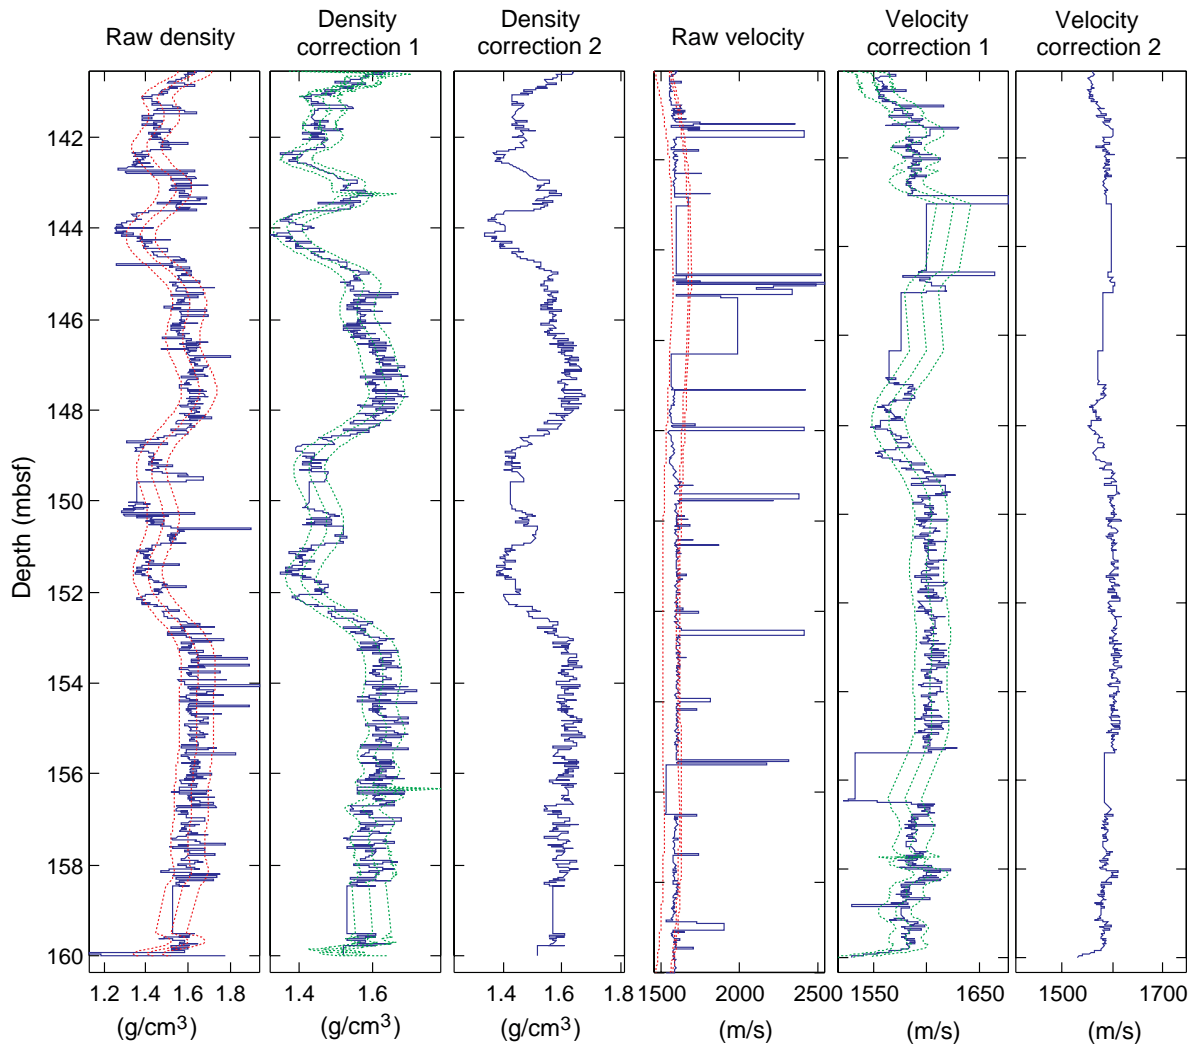 Raw density
Density
correction 1
Density
correction 2
Raw velocity
Velocity
correction 1
Velocity
correction 2
Depth (mbsf)
142
144
146
148
150
152
154
156
158
160
1.2 1.4 1.6 1.8
1.4 1.6
1.4 1.6 1.8
1500 2000 2500
1550 1650
1500 1700
(g/cm³)
(g/cm³)
(g/cm³)
(m/s)
(m/s)
(m/s)